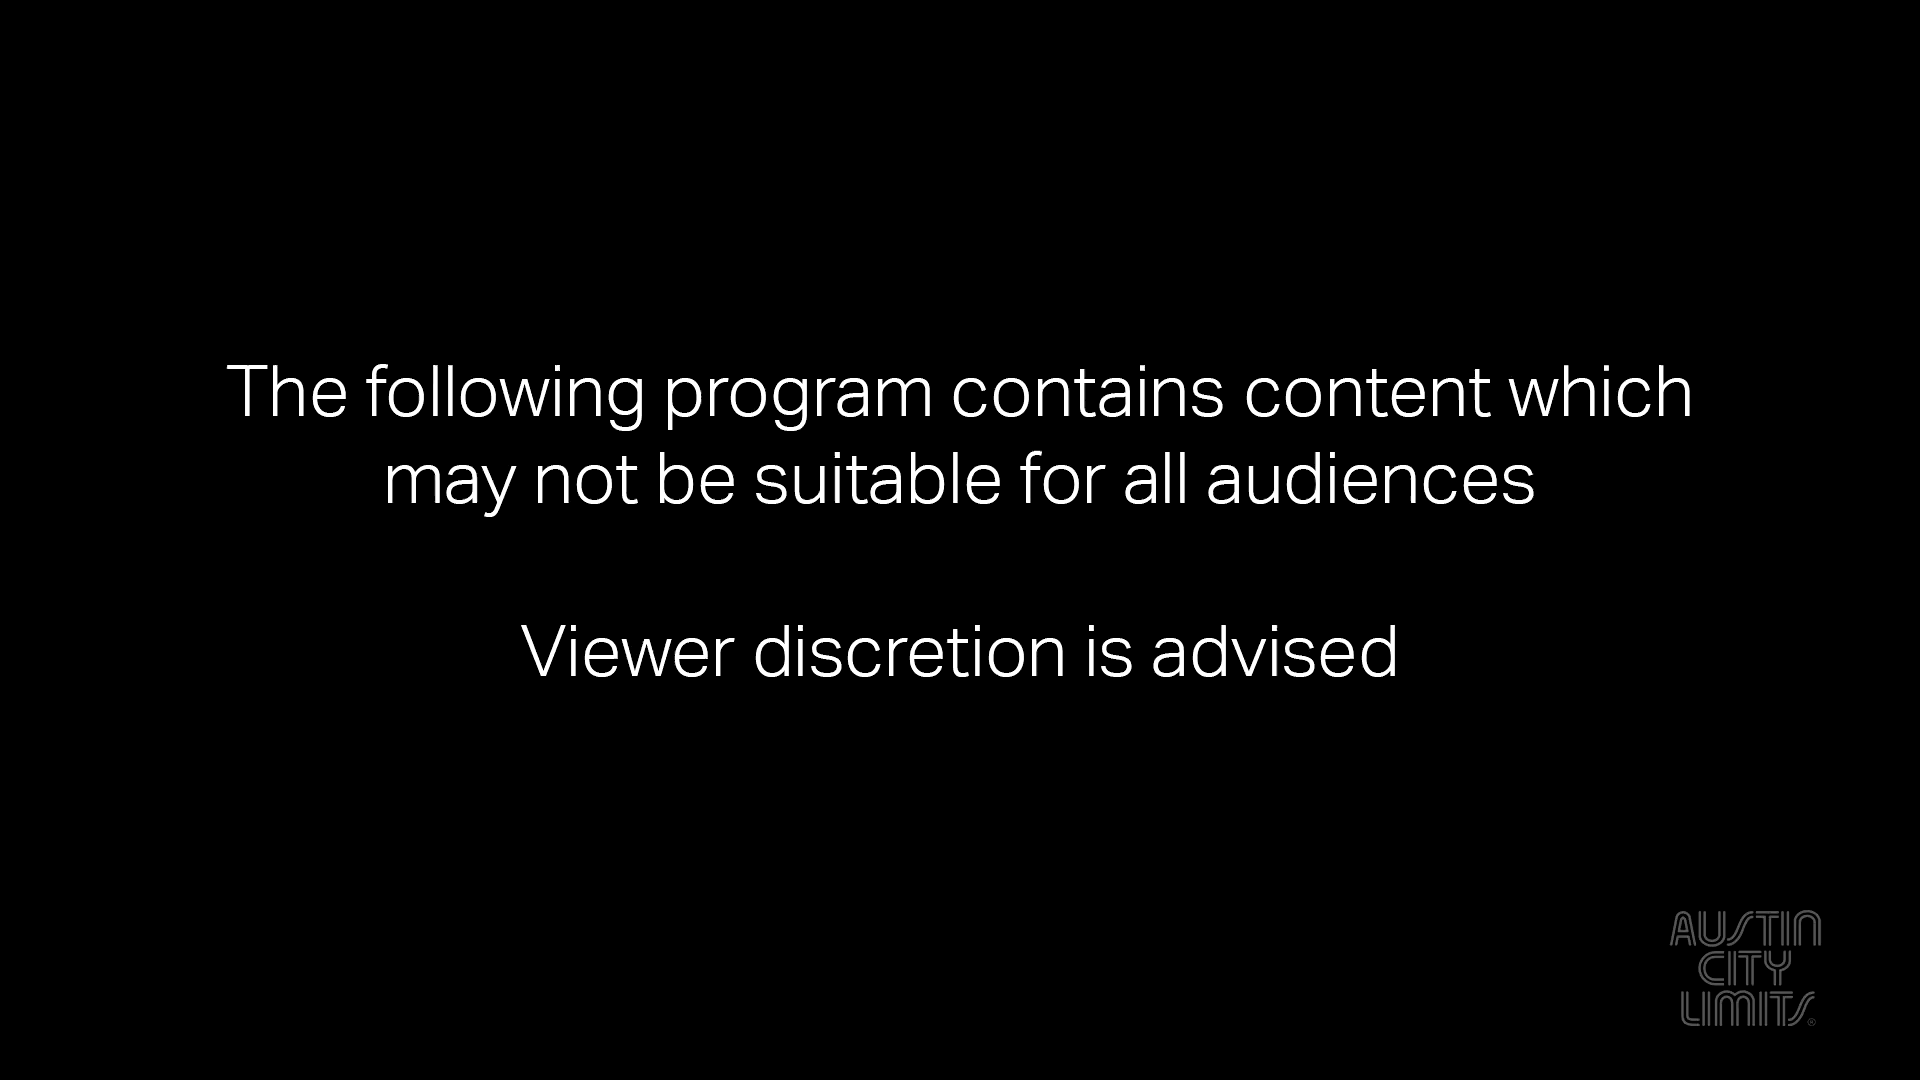 The following program contains content which
may not be suitable for all audiences
Viewer discretion is advised
AUSTIN
CITY
LIMITS®